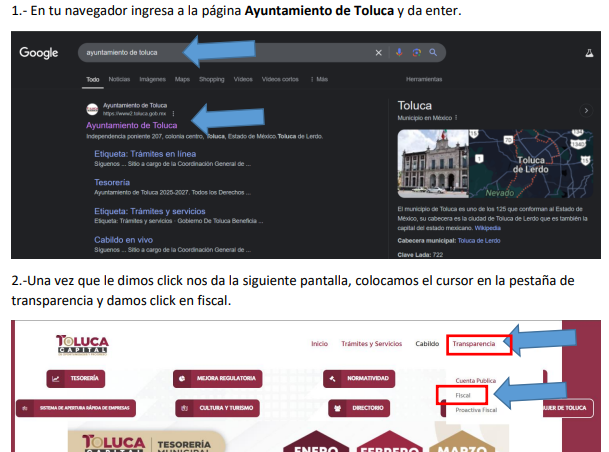 1.- En tu navegador ingresa a la página Ayuntamiento de Toluca y da enter.
Google
ayuntamiento de toluca
Todo Noticias Imágenes Maps Shopping Videos Videos cortos Más Herramientas
Ayuntamiento de Toluca
https://www2.toluca.gob.mx
Ayuntamiento de Toluca
Independencia poniente 207, colonia centro, Toluca, Estado de México.Toluca de Lerdo.
Etiqueta: Trámites en línea
Síguenos ... Sitio a cargo de la Coordinación General de ...
Tesorería
Ayuntamiento de Toluca 2025-2027. Todos los Derechos ...
Etiqueta: Trámites y servicios
Etiqueta: Trámites y servicios · Gobierno De Toluca Beneficia ...
Cabildo en vivo
Síguenos ... Sitio a cargo de la Coordinación General de ...
Toluca
Municipio en México
Toluca
de Lerdo
Nevado
El municipio de Toluca es uno de los 125 que conforman al Estado de
México, su cabecera es la ciudad de Toluca de Lerdo que es también la
capital del estado mexicano. Wikipedia
Cabecera municipal: Toluca de Lerdo
Clave Lada: 722
2.-Una vez que le dimos click nos da la siguiente pantalla, colocamos el cursor en la pestaña de
transparencia y damos click en fiscal.
TOLUCA
CAPITAL
Inicio Trámites y Servicios Cabildo Transparencia
TESORERÍA MEJORA REGULATORIA NORMATIVIDAD
Cuenta Publica
Fiscal
Proactiva Fiscal
SISTEMA DE APERTURA RÁPIDA DE EMPRESAS CULTURA Y TURISMO DIRECTORIO UJER DE TOLUCA
TOLUCA
CAPITAL
TESORERÍA
MUNICIPAL
ENERO FEBRERO MARZO